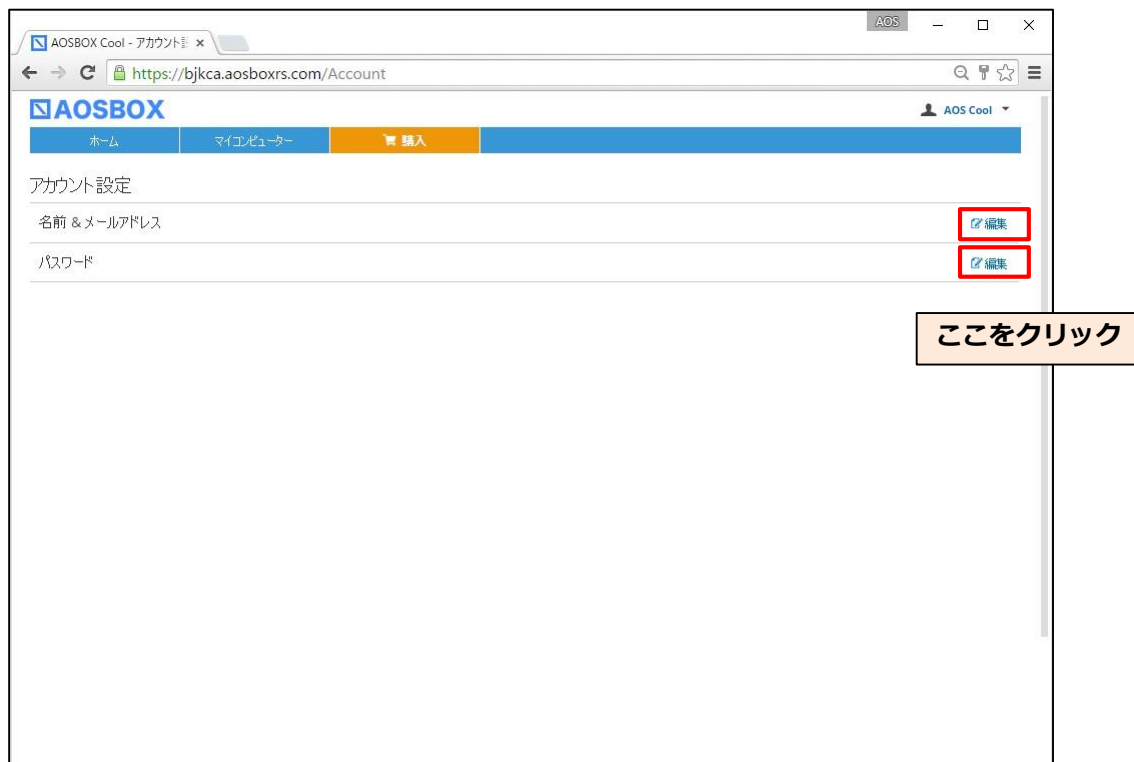 AOS
AOSBOX Cool - アカウント設
https://bjkca.aosboxrs.com/Account
AOSBOX
AOS Cool
ホーム
マイコンピューター
購入
アカウント設定
名前 & メールアドレス
編集
パスワード
編集
ここをクリック